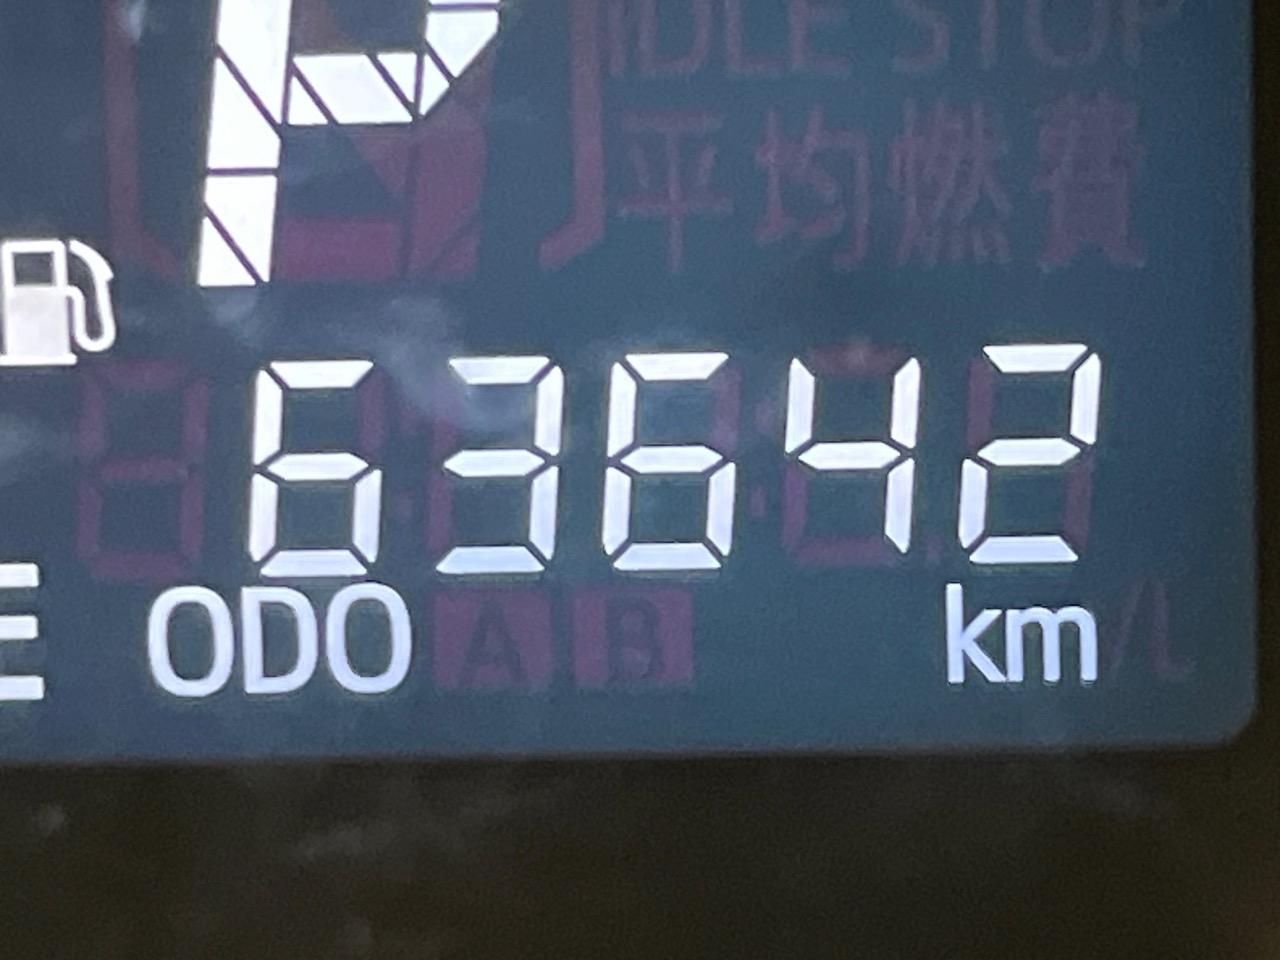 P
IDLE STOP
平均燃費
63642
E ODO A B km/L